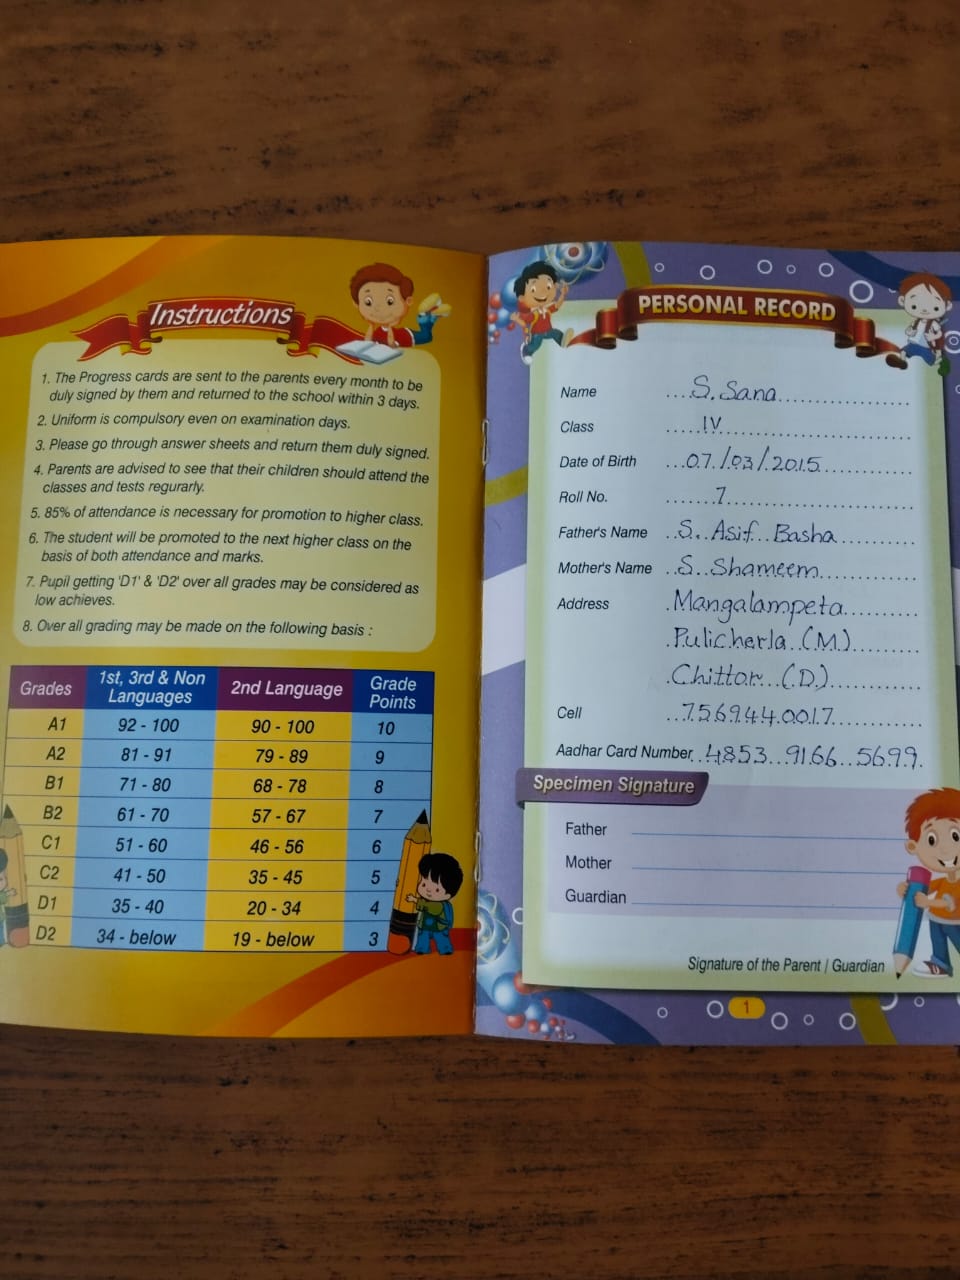 Instructions
1. The Progress cards are sent to the parents every month to be
duly signed by them and returned to the school within 3 days.
2. Uniform is compulsory even on examination days.
3. Please go through answer sheets and return them duly signed.
4. Parents are advised to see that their children should attend the
classes and tests regurarly.
5. 85% of attendance is necessary for promotion to higher class.
6. The student will be promoted to the next higher class on the
basis of both attendance and marks.
7. Pupil getting 'D1' & 'D2' over all grades may be considered as
low achieves.
8. Over all grading may be made on the following basis :
Grades 1st, 3rd & Non Languages 2nd Language Grade Points
A1 92 - 100 90 - 100 10
A2 81 - 91 79 - 89 9
B1 71 - 80 68 - 78 8
B2 61 - 70 57 - 67 7
C1 51 - 60 46 - 56 6
C2 41 - 50 35 - 45 5
D1 35 - 40 20 - 34 4
D2 34 - below 19 - below 3
PERSONAL RECORD
Name S. Sana
Class IV
Date of Birth 07/03/2015
Roll No. 7
Father's Name S. Asif Basha
Mother's Name S. Shameem
Address Mangalampeta
Pulicherla (M)
Chittor (D)
Cell 7569440017
Aadhar Card Number 4853 9166 5699
Specimen Signature
Father
Mother
Guardian
Signature of the Parent / Guardian
1